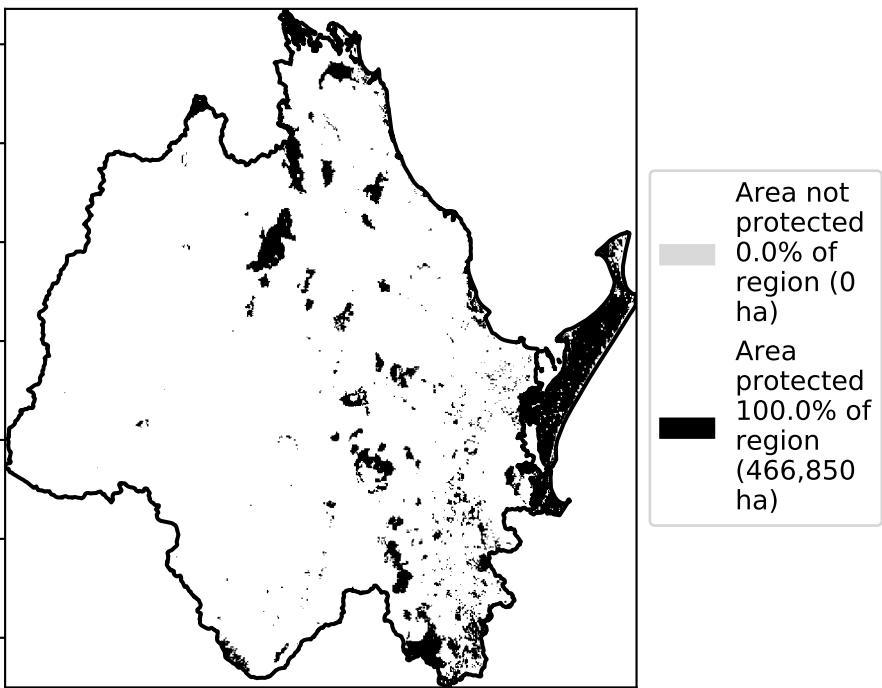 Area not
protected
0.0% of
region (0
ha)
Area
protected
100.0% of
region
(466,850
ha)